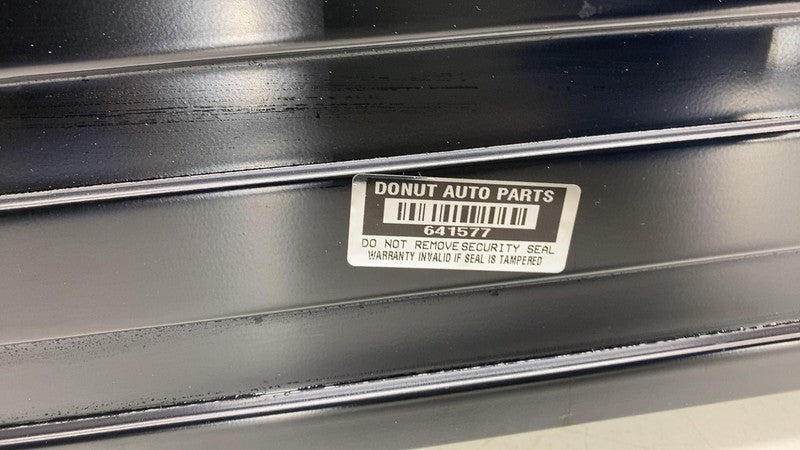 DONUT AUTO PARTS
641577
DO NOT REMOVE SECURITY SEAL
WARRANTY INVALID IF SEAL IS TAMPERED